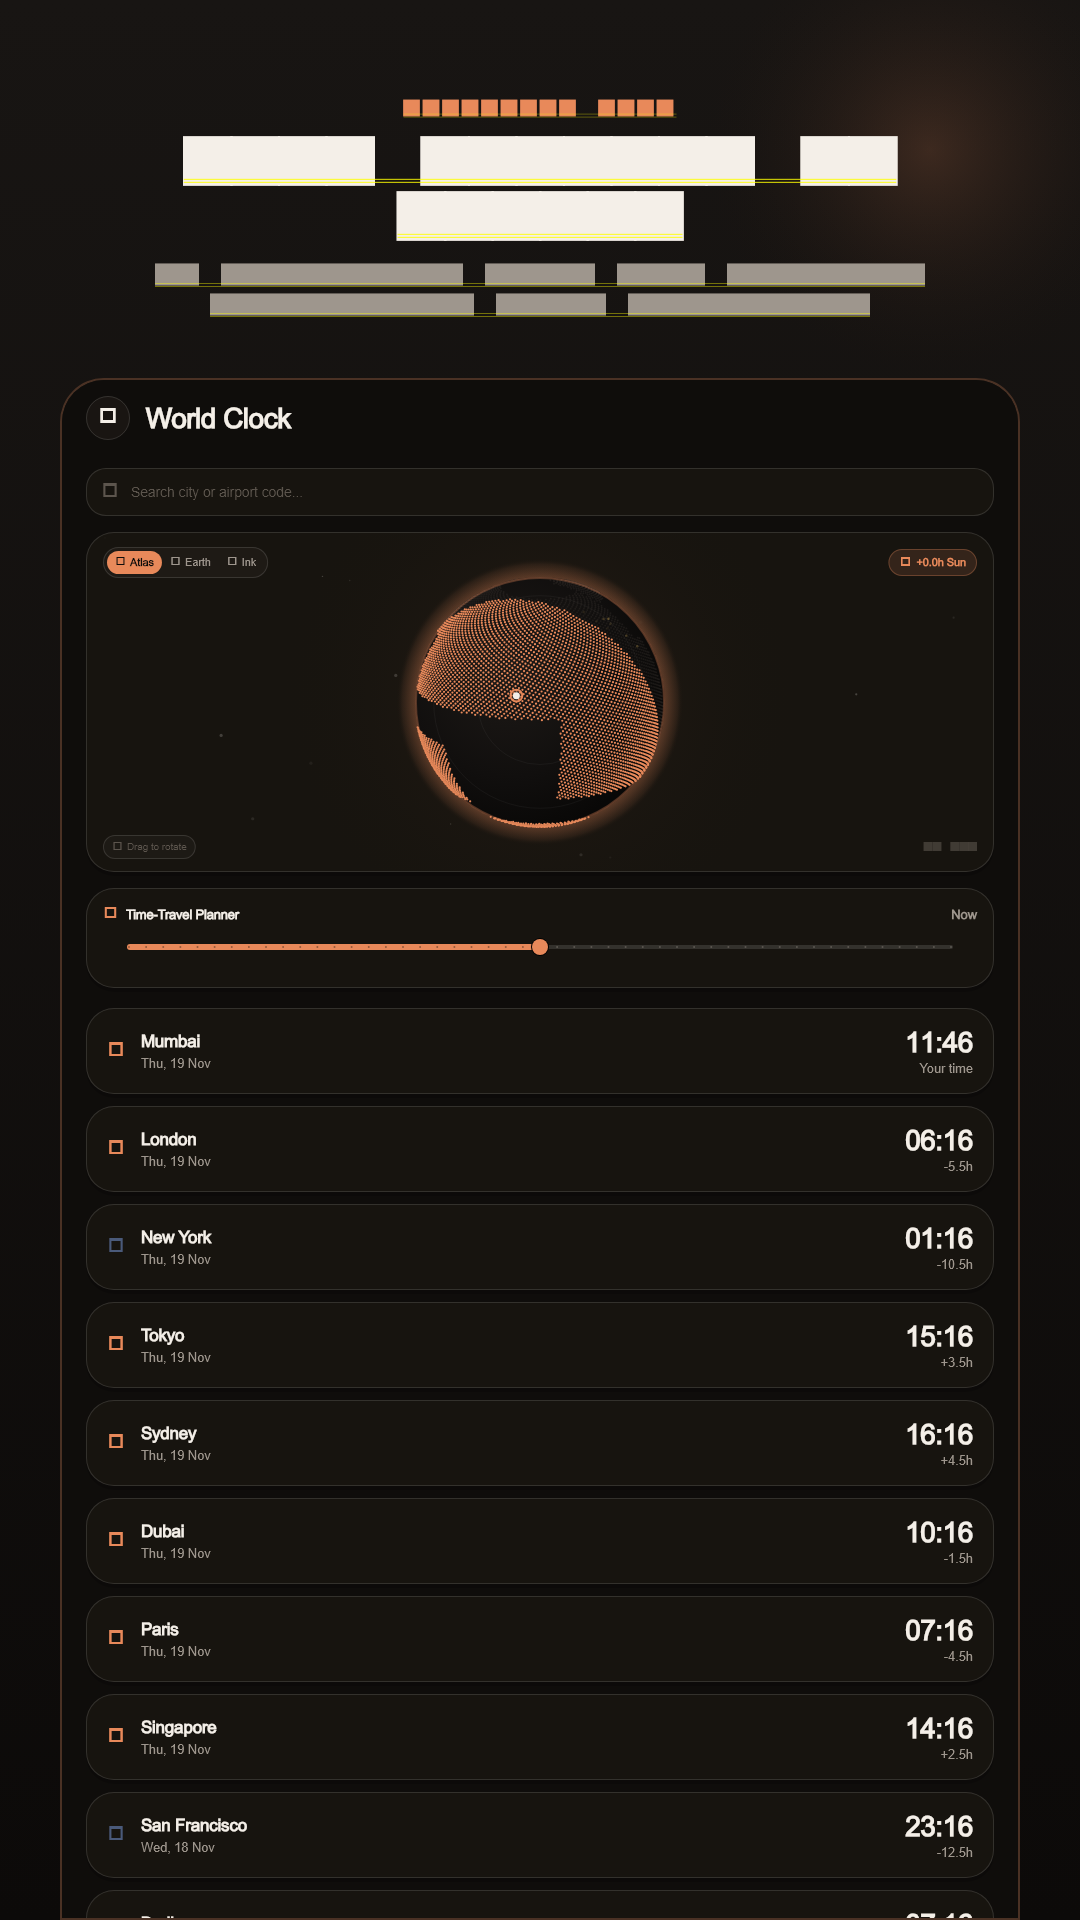 World Clock
Search city or airport code...
Atlas Earth Ink
+0.0h Sun
Drag to rotate
Time-Travel Planner
Now
Mumbai
11:46
Thu, 19 Nov
Your time
London
06:16
Thu, 19 Nov
-5.5h
New York
01:16
Thu, 19 Nov
-10.5h
Tokyo
15:16
Thu, 19 Nov
+3.5h
Sydney
16:16
Thu, 19 Nov
+4.5h
Dubai
10:16
Thu, 19 Nov
-1.5h
Paris
07:16
Thu, 19 Nov
-4.5h
Singapore
14:16
Thu, 19 Nov
+2.5h
San Francisco
23:16
Wed, 18 Nov
-12.5h